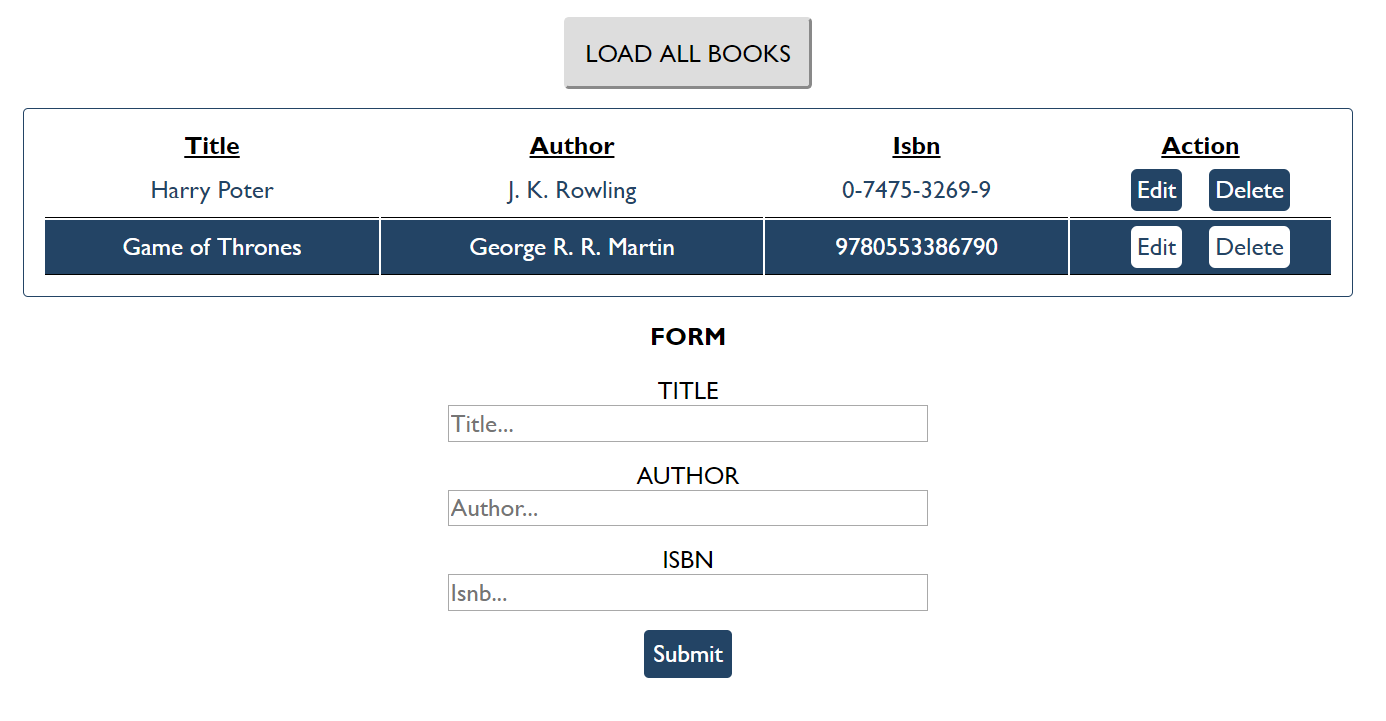 LOAD ALL BOOKS
Title Author Isbn Action
Harry Poter J. K. Rowling 0-7475-3269-9 Edit Delete
Game of Thrones George R. R. Martin 9780553386790 Edit Delete
FORM
TITLE
Title...
AUTHOR
Author...
ISBN
Isnb...
Submit